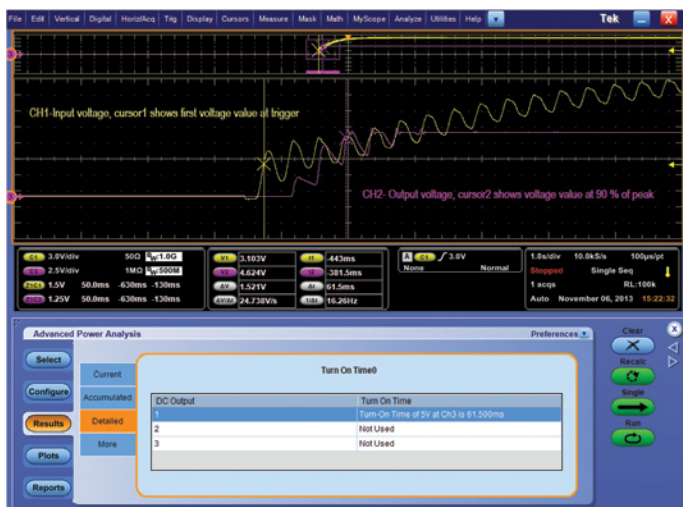 File Edit Vertical Digital Horiz/Acq Trig Display Cursors Measure Mask Math MyScope Analyze Utilities Help Tek X
3
CH1-Input voltage, cursor1 shows first voltage value at trigger
3
CH2- Output voltage, cursor2 shows voltage value at 90 % of peak
C1 3.0V/div 50Ω BW:1.0G
C3 2.5V/div 1MΩ BW:500M
Z1C1 1.5V 50.0ms -630ms -130ms
Z1C3 1.25V 50.0ms -630ms -130ms
V1 3.103V t1 -443ms
V2 4.624V t2 -381.5ms
ΔV 1.521V Δt 61.5ms
ΔV/Δt 24.738V/s 1/Δt 16.26Hz
A C1 3.0V
None Normal
1.0s/div 10.0kS/s 100µs/pt
Stopped Single Seq
1 acqs RL:100k
Auto November 06, 2013 15:22:32
Advanced Power Analysis Preferences
Clear X
Select
Configure
Results
Plots
Reports
Current
Accumulated
Detailed
More
Turn On Time0
DC Output Turn On Time
1 Turn-On Time of 5V at Ch3 is 61.500ms
2 Not Used
3 Not Used
Recalc
Single
Run